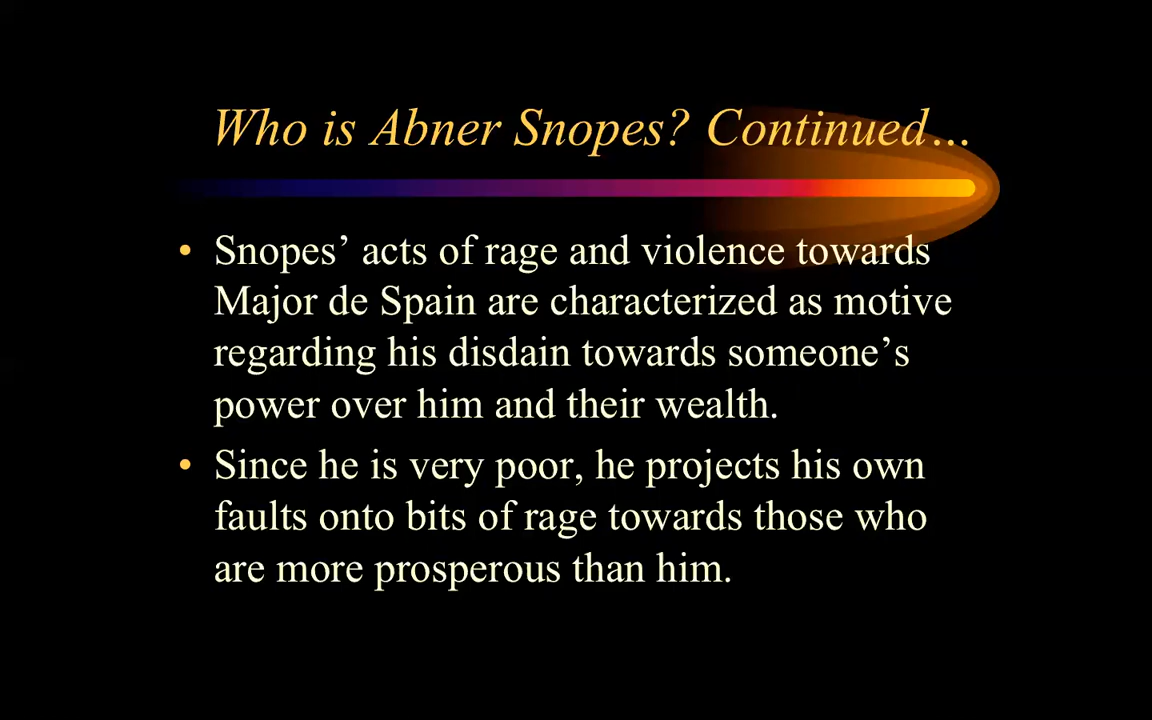 Who is Abner Snopes? Continued…
• Snopes’ acts of rage and violence towards
Major de Spain are characterized as motive
regarding his disdain towards someone’s
power over him and their wealth.
• Since he is very poor, he projects his own
faults onto bits of rage towards those who
are more prosperous than him.